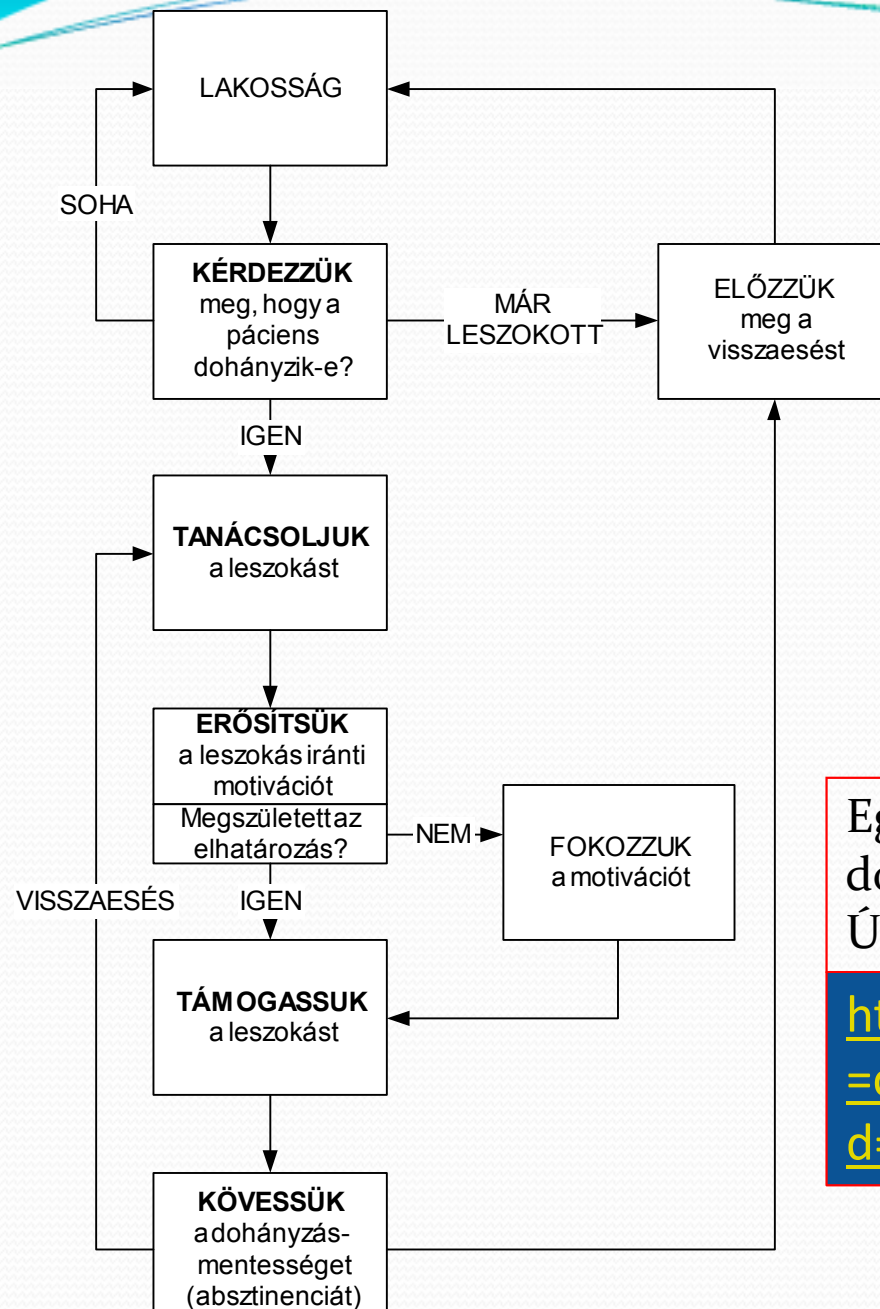 LAKOSSÁG
SOHA
KÉRDEZZÜK
meg, hogy a
páciens
dohányzik-e?
MÁR
LESZOKOTT
ELŐZZÜK
meg a
visszaesést
IGEN
TANÁCSOLJUK
a leszokást
ERŐSÍTSÜK
a leszokás iránti
motivációt
Megszületett az
elhatározás?
NEM
FOKOZZUK
a motivációt
VISSZAESÉS
IGEN
TÁMOGASSUK
a leszokást
KÖVESSÜK
a dohányzás-
mentességet
(absztinenciát)